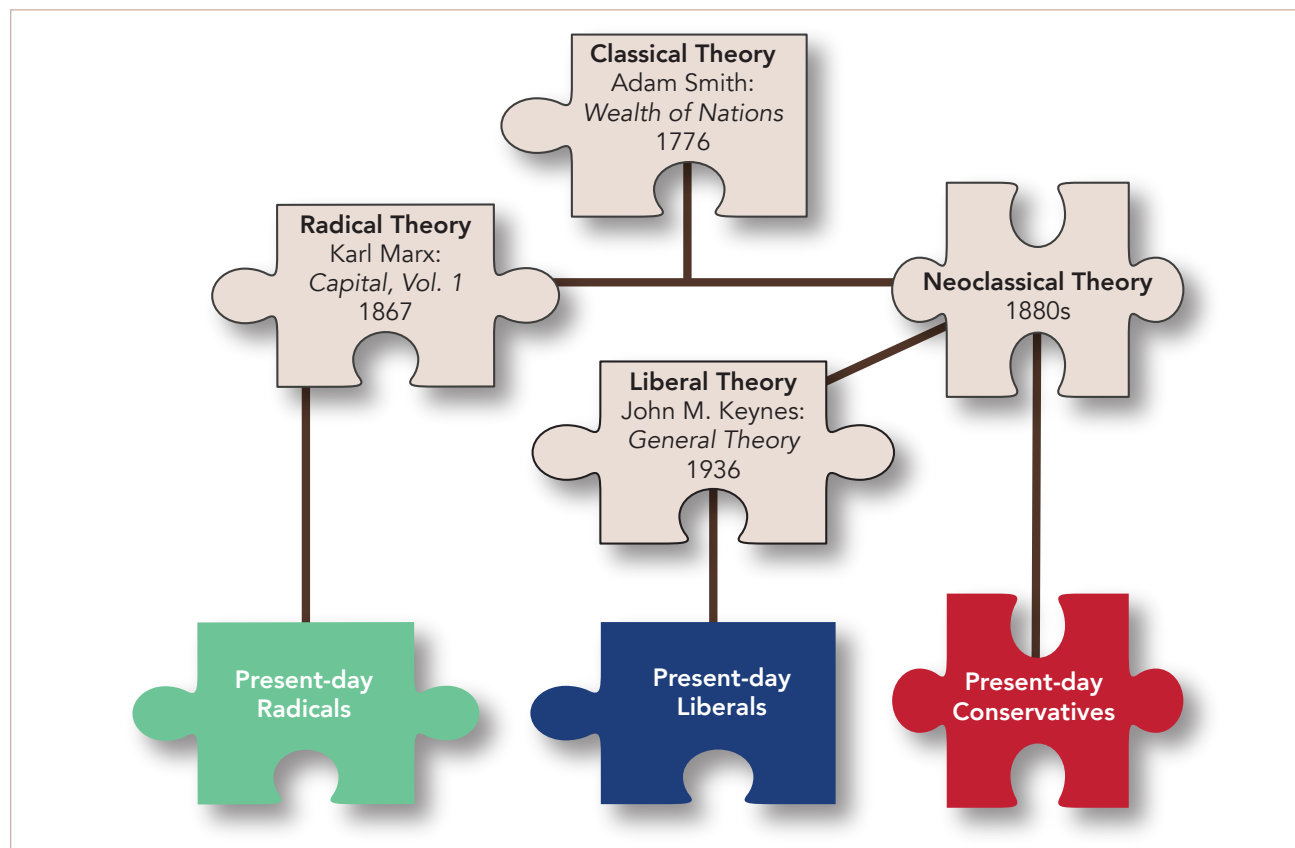 Classical Theory
Adam Smith:
Wealth of Nations
1776
Radical Theory
Karl Marx:
Capital, Vol. 1
1867
Neoclassical Theory
1880s
Liberal Theory
John M. Keynes:
General Theory
1936
Present-day
Radicals
Present-day
Liberals
Present-day
Conservatives